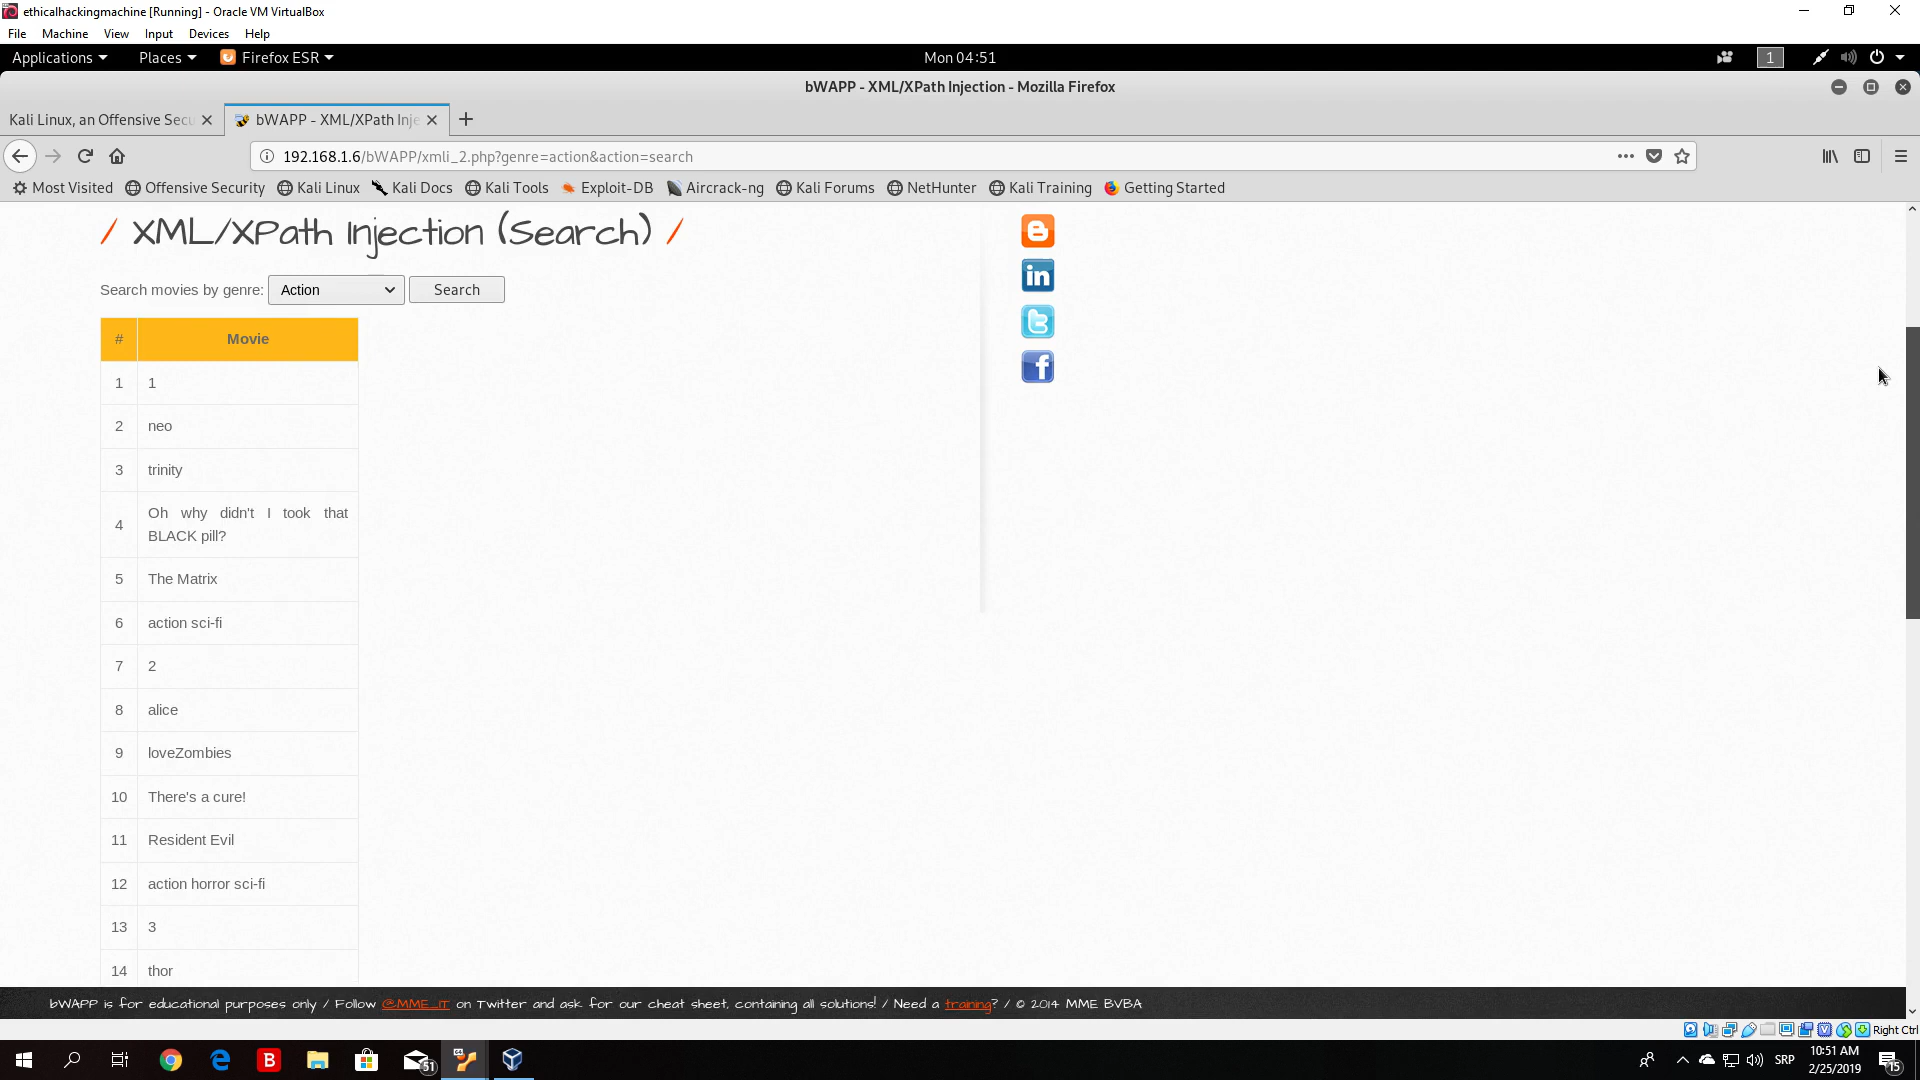 ethicalhackingmachine [Running] - Oracle VM VirtualBox
File Machine View Input Devices Help
Applications Places Firefox ESR Mon 04:51 1
bWAPP - XML/XPath Injection - Mozilla Firefox
Kali Linux, an Offensive Secu bWAPP - XML/XPath Inje
192.168.1.6/bWAPP/xmli_2.php?genre=action&action=search
Most Visited Offensive Security Kali Linux Kali Docs Kali Tools Exploit-DB Aircrack-ng Kali Forums NetHunter Kali Training Getting Started
/ XML/XPath Injection (Search) /
Search movies by genre: Action Search
# Movie
1 1
2 neo
3 trinity
4 Oh why didn't I took that
BLACK pill?
5 The Matrix
6 action sci-fi
7 2
8 alice
9 loveZombies
10 There's a cure!
11 Resident Evil
12 action horror sci-fi
13 3
14 thor
bWAPP is for educational purposes only / Follow @MME_IT on Twitter and ask for our cheat sheet, containing all solutions! / Need a training? / © 2014 MME BVBA
Right Ctrl
51 SRP 10:51 AM
2/25/2019 15